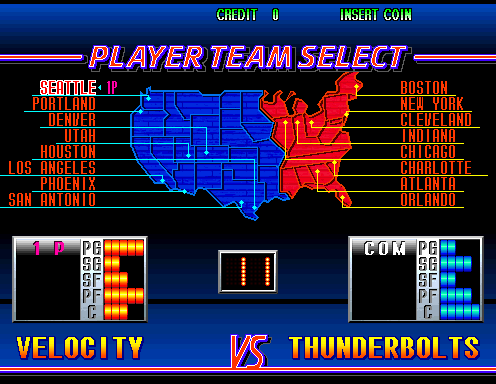 CREDIT 0 INSERT COIN
PLAYER TEAM SELECT
SEATTLE 1P BOSTON
PORTLAND NEW YORK
DENVER CLEVELAND
UTAH INDIANA
HOUSTON CHICAGO
LOS ANGELES CHARLOTTE
PHOENIX ATLANTA
SAN ANTONIO ORLANDO
1P PG COM PG
SG SG
SF 11 SF
PF PF
C C
VELOCITY VS THUNDERBOLTS